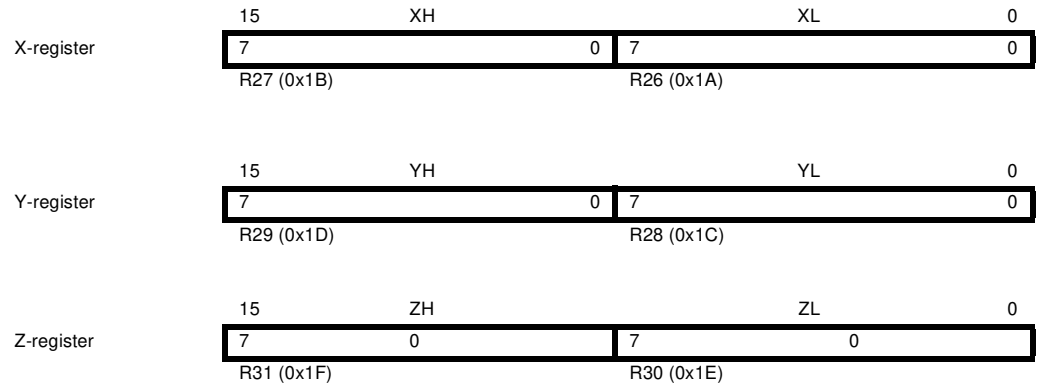 15 XH XL 0
X-register 7 0 7 0
R27 (0x1B) R26 (0x1A)
15 YH YL 0
Y-register 7 0 7 0
R29 (0x1D) R28 (0x1C)
15 ZH ZL 0
Z-register 7 0 7 0
R31 (0x1F) R30 (0x1E)